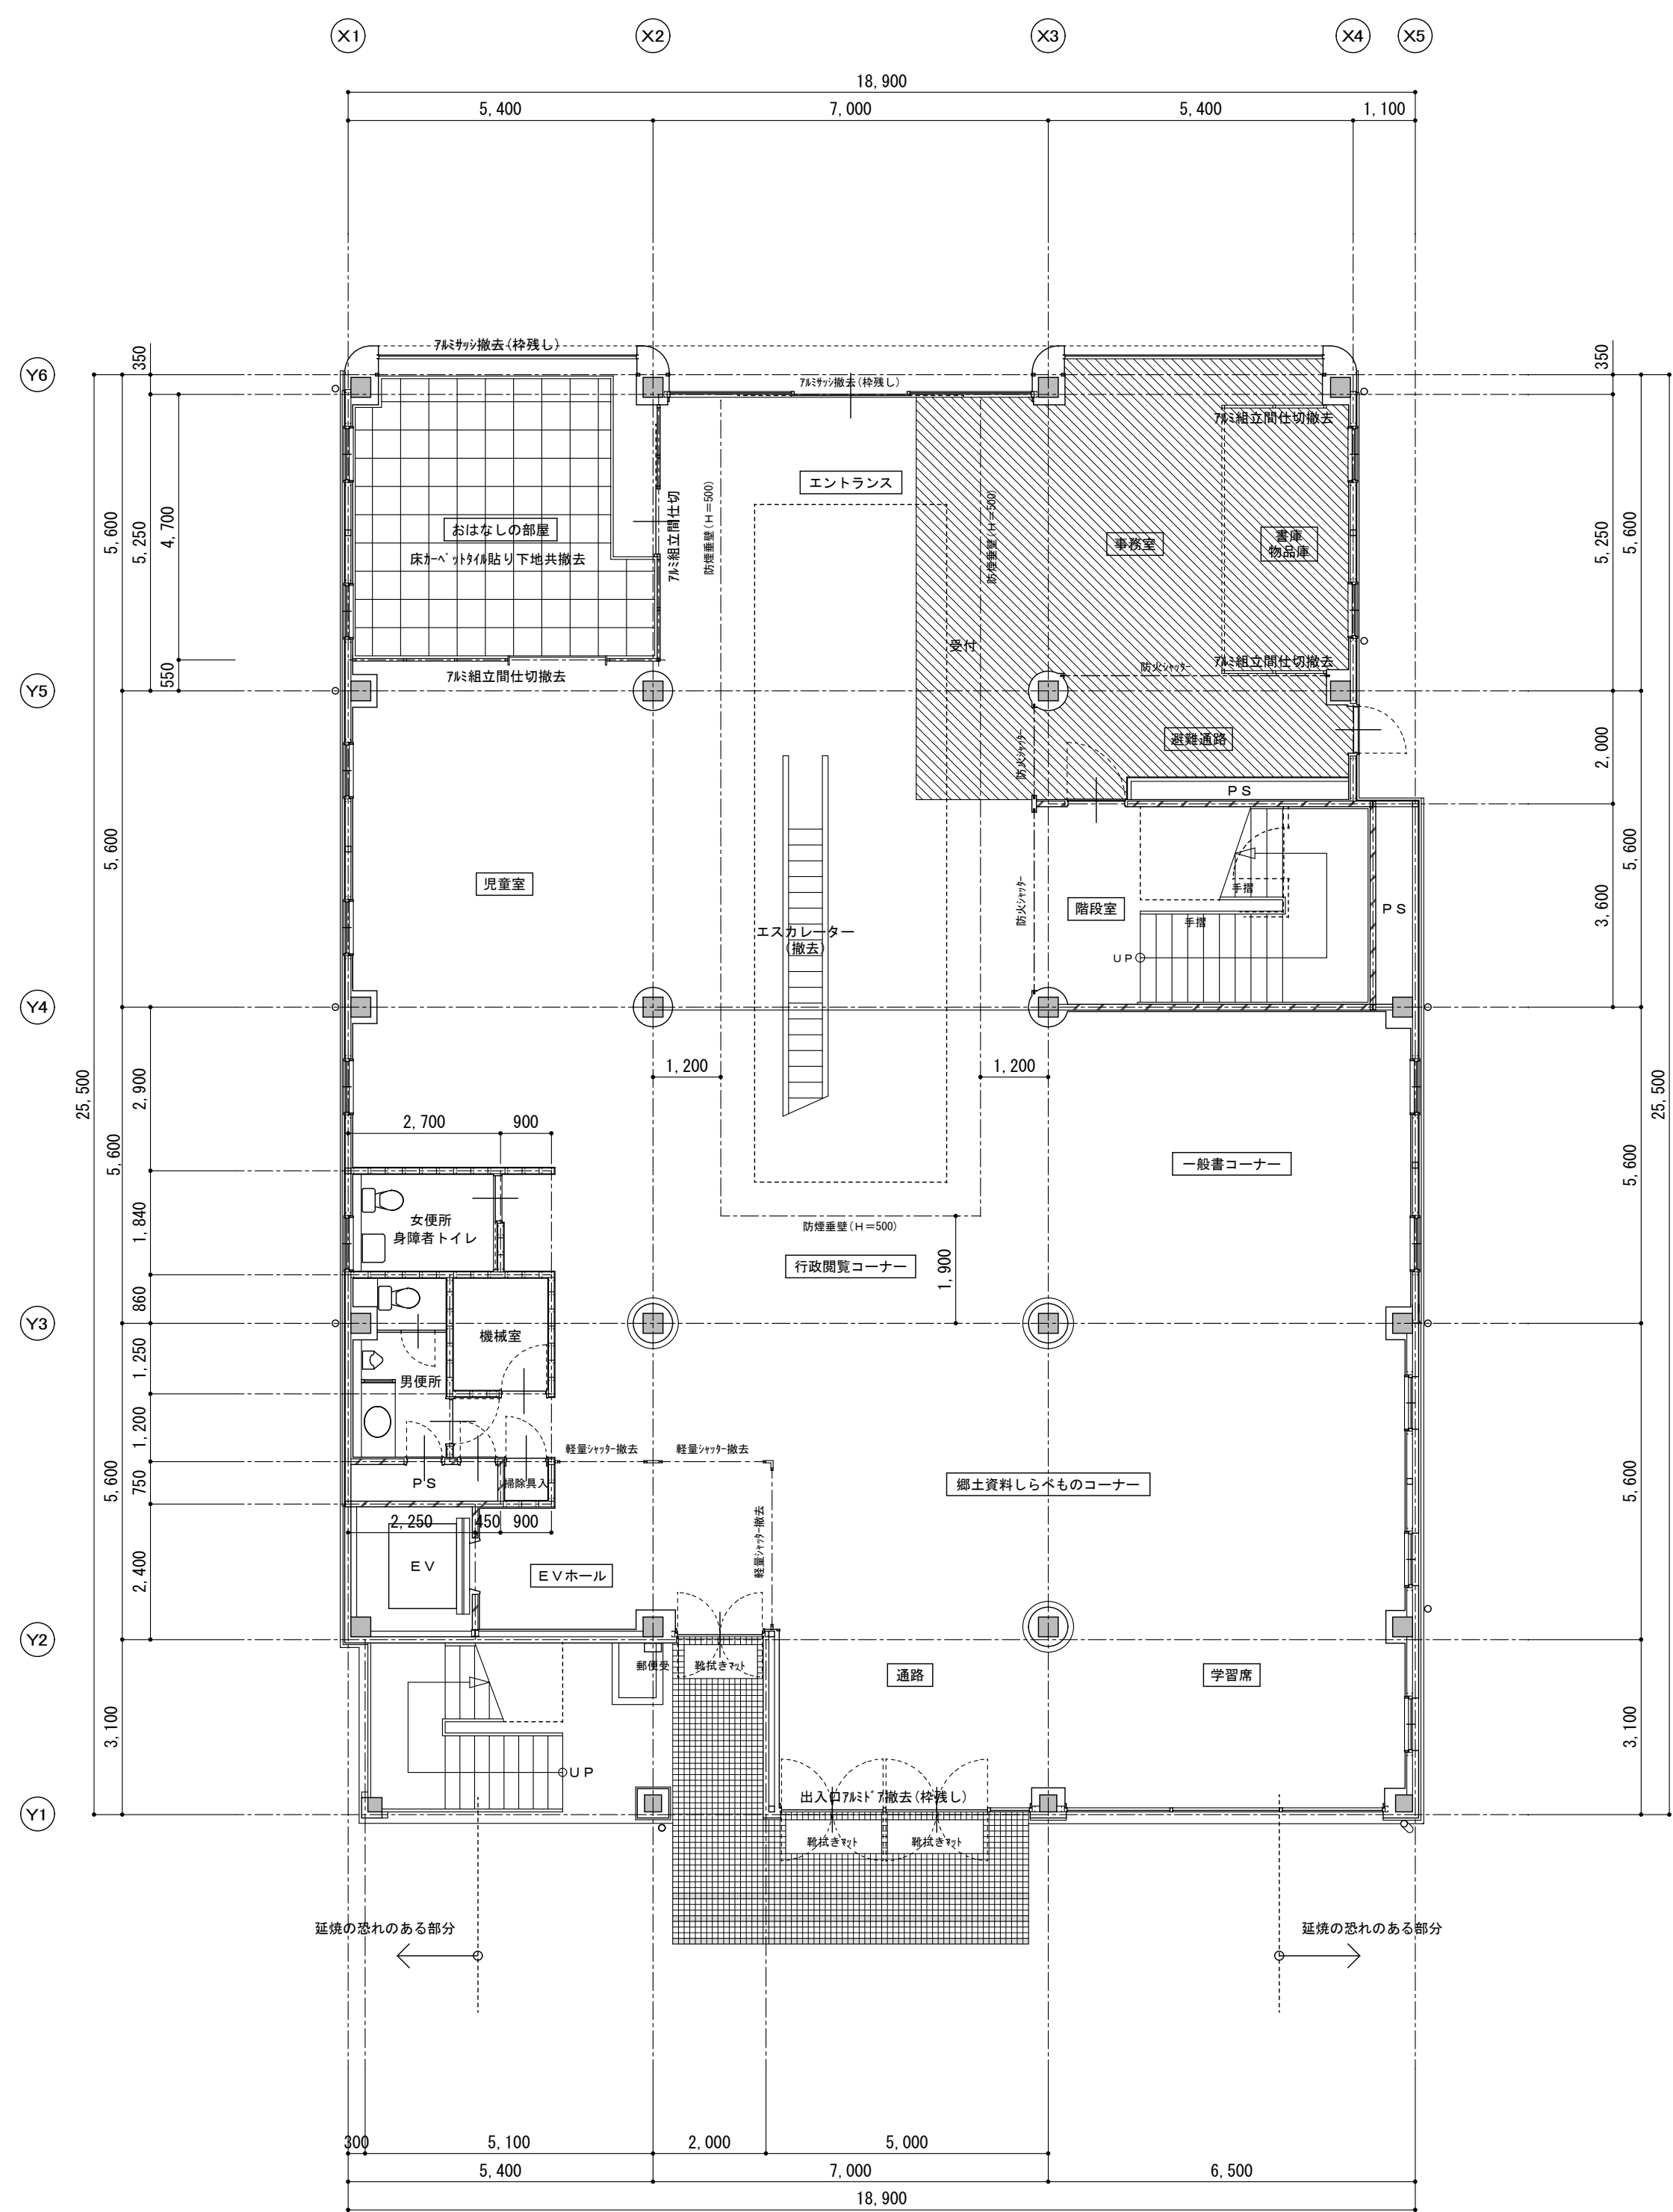 X1
X2
X3
X4
X5
18,900
5,400
7,000
5,400
1,100
Y6
350
ｱﾙﾐｻｯｼ撤去(枠残し)
ｱﾙﾐｻｯｼ撤去(枠残し)
350
ｱﾙﾐ組立間仕切撤去
エントランス
防煙垂壁(H=500)
防煙垂壁(H=500)
ｱﾙﾐ組立間仕切
おはなしの部屋
床ｶｰﾍﾟｯﾄﾀｲﾙ貼り下地共撤去
事務室
書庫
物品庫
5,600
5,250
4,700
5,250
5,600
受付
防火ｼｬｯﾀｰ
ｱﾙﾐ組立間仕切撤去
ｱﾙﾐ組立間仕切撤去
550
Y5
避難通路
防火ｼｬｯﾀｰ
2,000
PS
5,600
児童室
エスカレーター
(撤去)
防火ｼｬｯﾀｰ
階段室
手摺
手摺
UP
PS
3,600
5,600
Y4
25,500
5,600
2,900
1,200
1,200
25,500
2,700
900
一般書コーナー
5,600
1,840
女便所
身障者トイレ
防煙垂壁(H=500)
行政閲覧コーナー
1,900
860
Y3
機械室
1,250
男便所
1,200
軽量ｼｬｯﾀｰ撤去
軽量ｼｬｯﾀｰ撤去
5,600
750
PS
掃除具入
郷土資料しらべものコーナー
5,600
2,250
450
900
軽量ｼｬｯﾀｰ撤去
2,400
EV
EVホール
Y2
郵便受
靴拭きﾏｯﾄ
通路
学習席
3,100
3,100
UP
出入口ｱﾙﾐﾄﾞｱ撤去(枠残し)
Y1
靴拭きﾏｯﾄ
靴拭きﾏｯﾄ
延焼の恐れのある部分
延焼の恐れのある部分
300
5,100
2,000
5,000
5,400
7,000
6,500
18,900